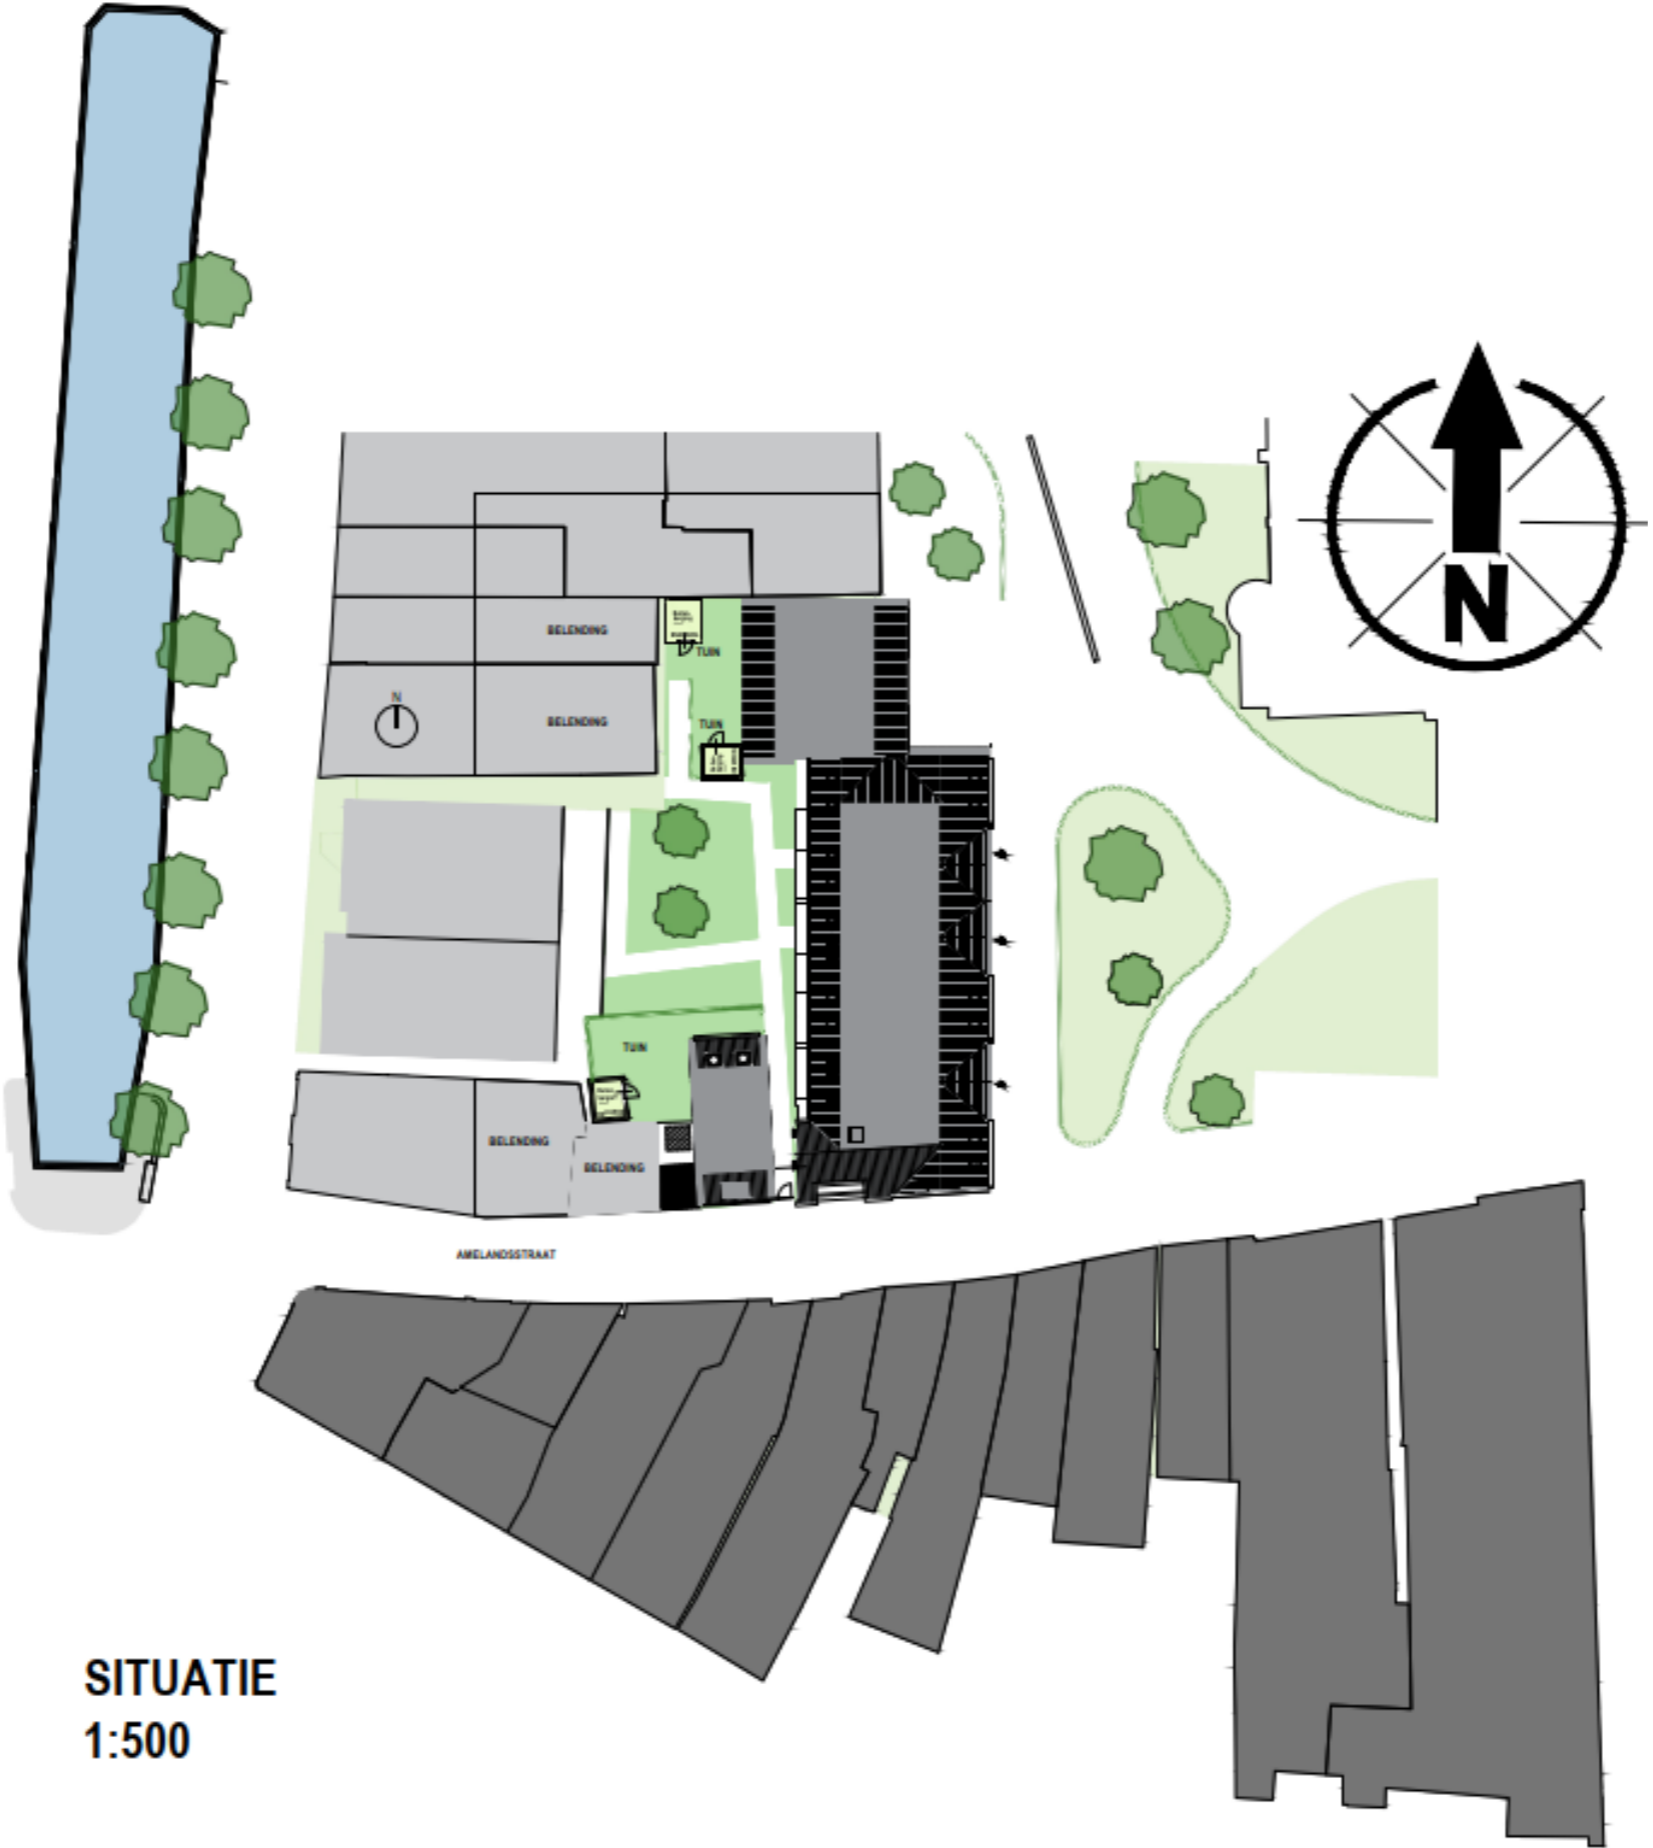 N
BELENDING
TUIN
N
BELENDING
TUIN
TUIN
BELENDING
BELENDING
AMELANDSSTRAAT
SITUATIE
1:500